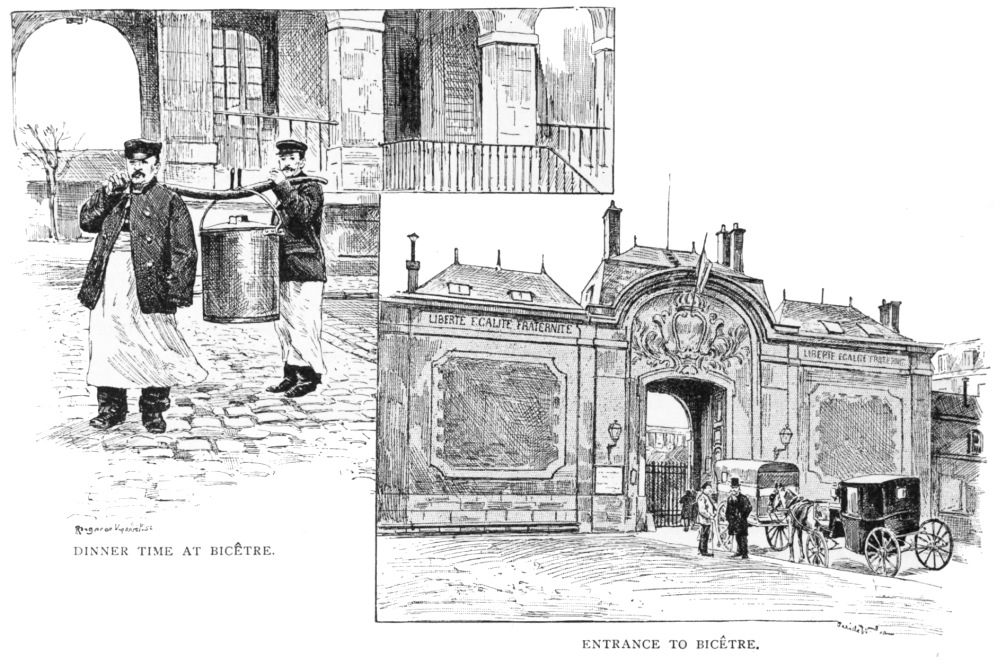 LIBERTE EGALITE FRATERNITE
LIBERTE EGALITE FRATERNITE
DINNER TIME AT BICÊTRE.
ENTRANCE TO BICÊTRE.